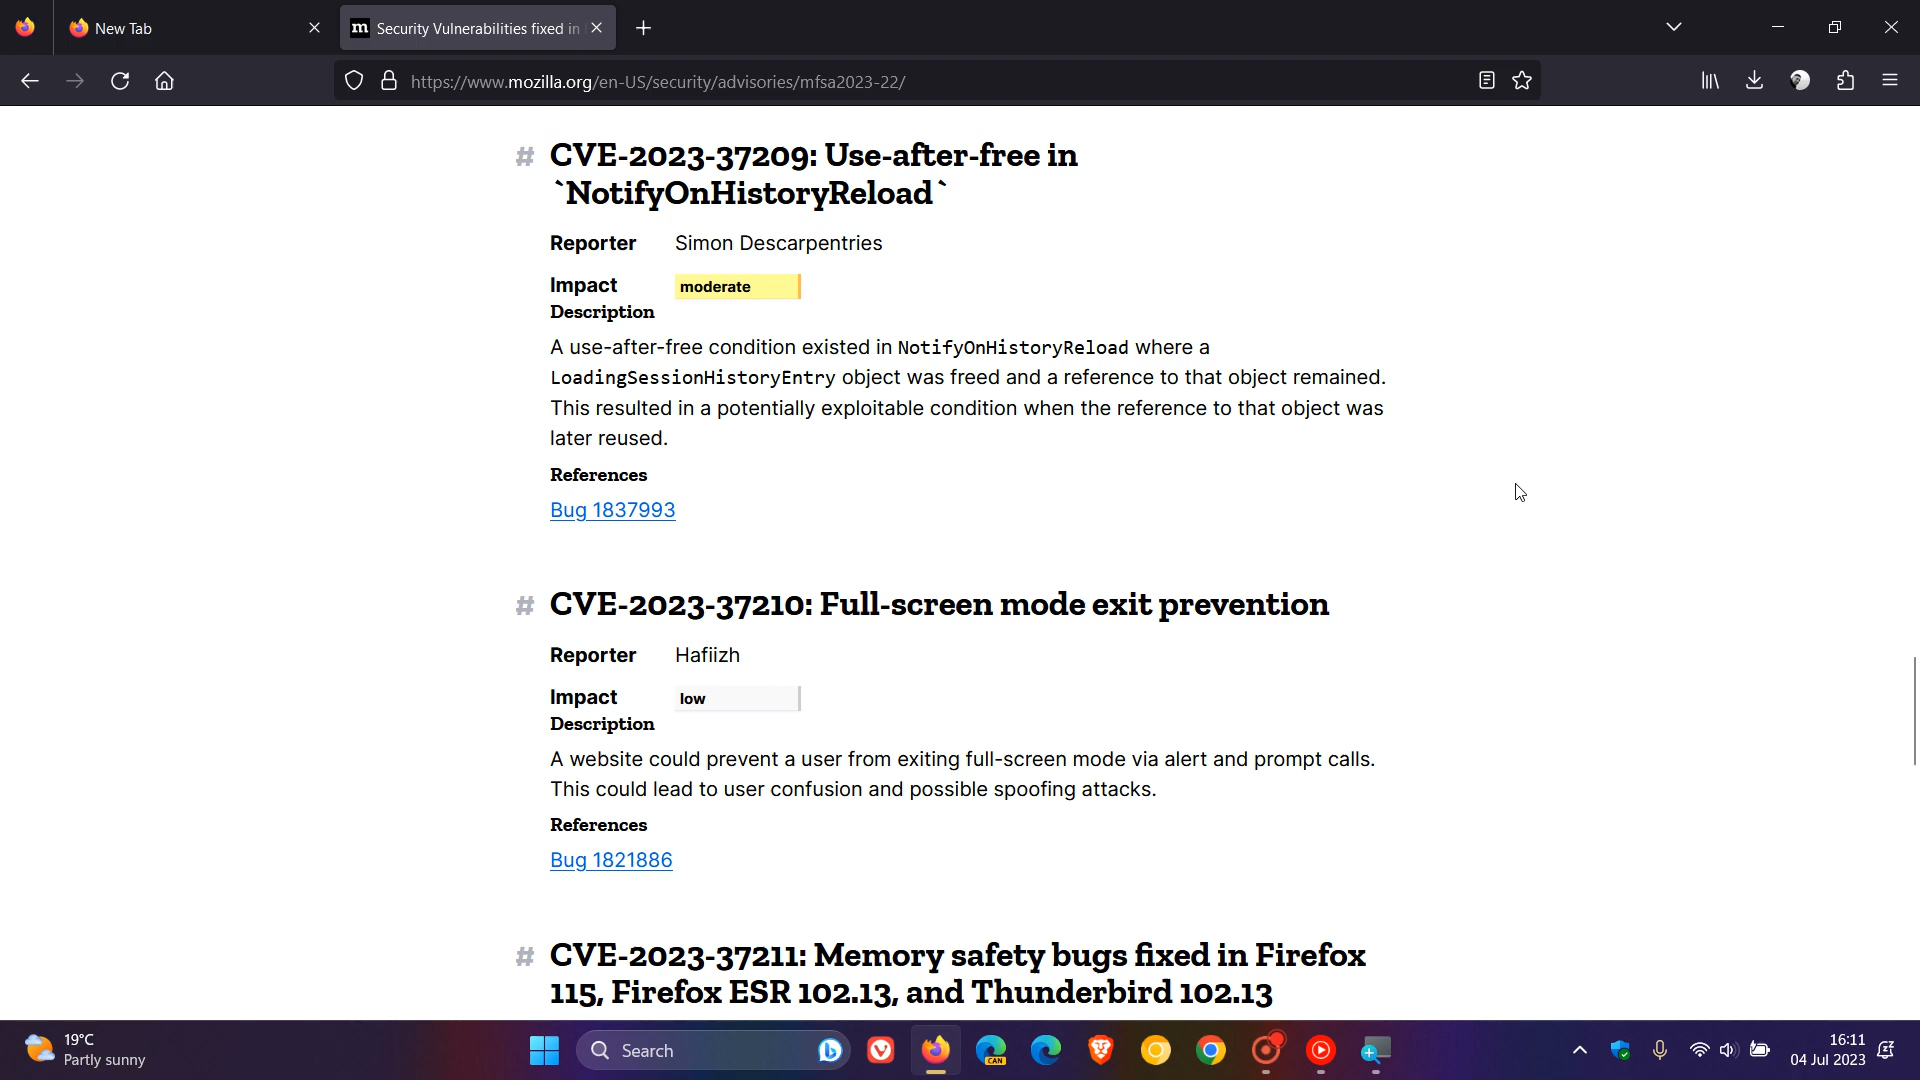 New Tab
Security Vulnerabilities fixed in
https://www.mozilla.org/en-US/security/advisories/mfsa2023-22/
# CVE-2023-37209: Use-after-free in
`NotifyOnHistoryReload`
Reporter Simon Descarpentries
Impact moderate
Description
A use-after-free condition existed in NotifyOnHistoryReload where a
LoadingSessionHistoryEntry object was freed and a reference to that object remained.
This resulted in a potentially exploitable condition when the reference to that object was
later reused.
References
Bug 1837993
# CVE-2023-37210: Full-screen mode exit prevention
Reporter Hafiizh
Impact low
Description
A website could prevent a user from exiting full-screen mode via alert and prompt calls.
This could lead to user confusion and possible spoofing attacks.
References
Bug 1821886
# CVE-2023-37211: Memory safety bugs fixed in Firefox
115, Firefox ESR 102.13, and Thunderbird 102.13
19°C
Partly sunny
Search
CAN
16:11
04 Jul 2023